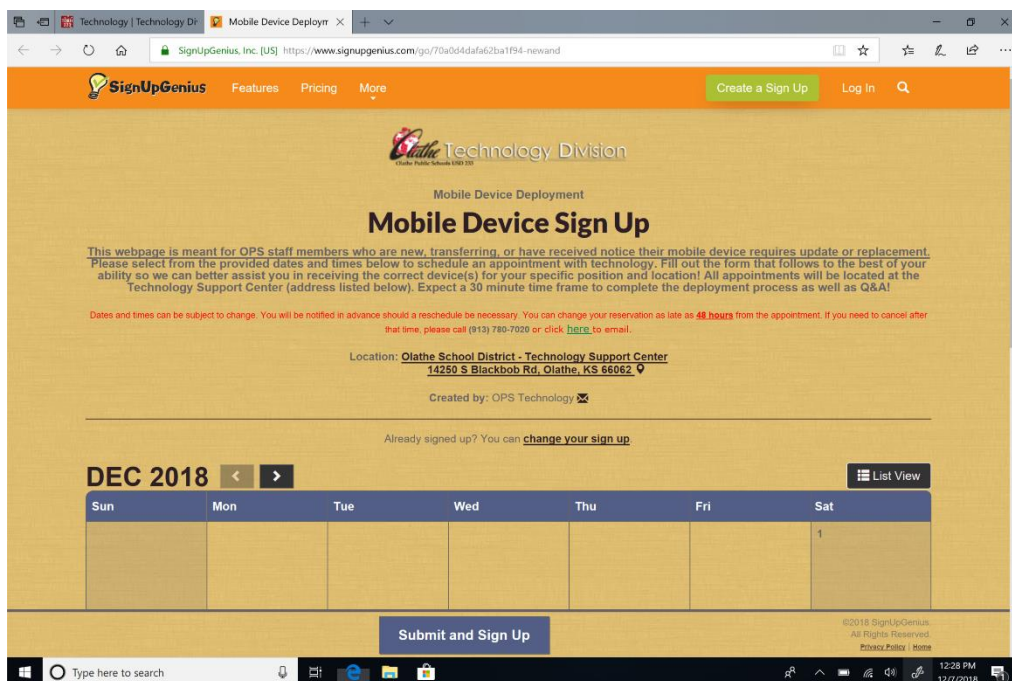 Technology | Technology Di
Mobile Device Deploym
SignUpGenius, Inc. [US] https://www.signupgenius.com/go/70a0d4dafa62ba1f94-newand
SignUpGenius Features Pricing More Create a Sign Up Log In
Olathe Technology Division
Olathe Public Schools USD 233
Mobile Device Deployment
Mobile Device Sign Up
This webpage is meant for OPS staff members who are new, transferring, or have received notice their mobile device requires update or replacement.
Please select from the provided dates and times below to schedule an appointment with technology. Fill out the form that follows to the best of your
ability so we can better assist you in receiving the correct device(s) for your specific position and location! All appointments will be located at the
Technology Support Center (address listed below). Expect a 30 minute time frame to complete the deployment process as well as Q&A!
Dates and times can be subject to change. You will be notified in advance should a reschedule be necessary. You can change your reservation as late as 48 hours from the appointment. If you need to cancel after
that time, please call (913) 780-7020 or click here to email.
Location: Olathe School District - Technology Support Center
14250 S Blackbob Rd, Olathe, KS 66062
Created by: OPS Technology
Already signed up? You can change your sign up.
DEC 2018 < > List View
Sun Mon Tue Wed Thu Fri Sat
1
Submit and Sign Up
©2018 SignUpGenius.
All Rights Reserved.
Privacy Policy | Home
Type here to search
12:28 PM
12/7/2018